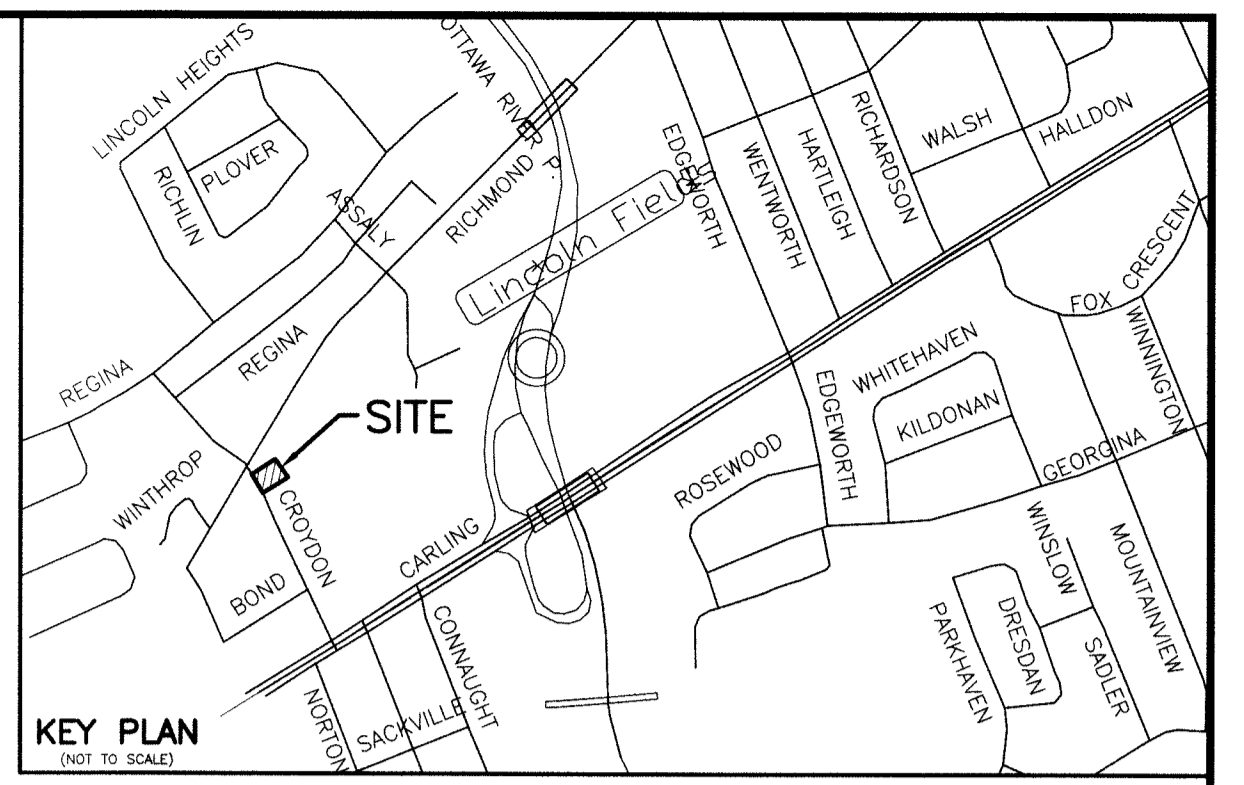 LINCOLN HEIGHTS
OTTAWA RIVER P.
RICHLIN
PLOVER
ASSALY
RICHMOND
Lincoln Fields
EDGEWORTH
WENTWORTH
HARTLEIGH
RICHARDSON
WALSH
HALLDON
FOX CRESCENT
WINNINGTON
REGINA
REGINA
SITE
WINTHROP
CROYDON
BOND
CARLING
CONNAUGHT
NORTON
SACKVILLE
ROSEWOOD
EDGEWORTH
WHITEHAVEN
KILDONAN
GEORGINA
WINSLOW
MOUNTAINVIEW
PARKHAVEN
DRESDAN
SADLER
KEY PLAN
(NOT TO SCALE)